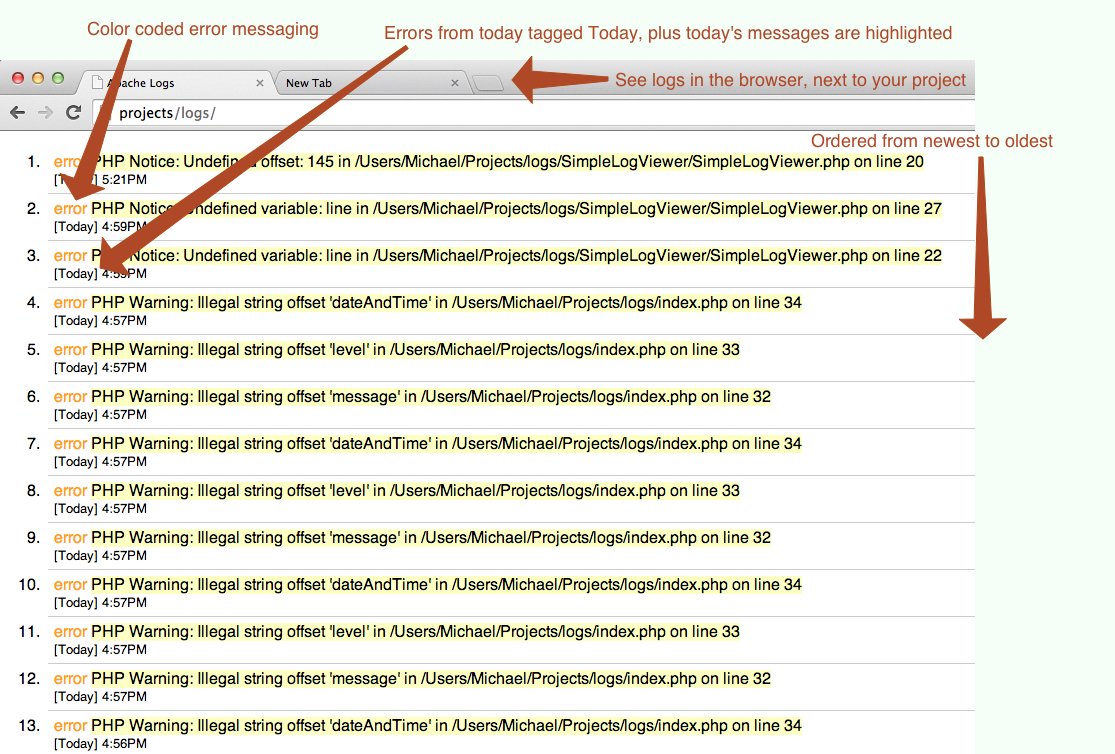 Color coded error messaging
Errors from today tagged Today, plus today's messages are highlighted
Apache Logs
New Tab
See logs in the browser, next to your project
projects/logs/
Ordered from newest to oldest
1. error PHP Notice: Undefined offset: 145 in /Users/Michael/Projects/logs/SimpleLogViewer/SimpleLogViewer.php on line 20
[Today] 5:21PM
2. error PHP Notice: Undefined variable: line in /Users/Michael/Projects/logs/SimpleLogViewer/SimpleLogViewer.php on line 27
[Today] 4:59PM
3. error PHP Notice: Undefined variable: line in /Users/Michael/Projects/logs/SimpleLogViewer/SimpleLogViewer.php on line 22
[Today] 4:59PM
4. error PHP Warning: Illegal string offset 'dateAndTime' in /Users/Michael/Projects/logs/index.php on line 34
[Today] 4:57PM
5. error PHP Warning: Illegal string offset 'level' in /Users/Michael/Projects/logs/index.php on line 33
[Today] 4:57PM
6. error PHP Warning: Illegal string offset 'message' in /Users/Michael/Projects/logs/index.php on line 32
[Today] 4:57PM
7. error PHP Warning: Illegal string offset 'dateAndTime' in /Users/Michael/Projects/logs/index.php on line 34
[Today] 4:57PM
8. error PHP Warning: Illegal string offset 'level' in /Users/Michael/Projects/logs/index.php on line 33
[Today] 4:57PM
9. error PHP Warning: Illegal string offset 'message' in /Users/Michael/Projects/logs/index.php on line 32
[Today] 4:57PM
10. error PHP Warning: Illegal string offset 'dateAndTime' in /Users/Michael/Projects/logs/index.php on line 34
[Today] 4:57PM
11. error PHP Warning: Illegal string offset 'level' in /Users/Michael/Projects/logs/index.php on line 33
[Today] 4:57PM
12. error PHP Warning: Illegal string offset 'message' in /Users/Michael/Projects/logs/index.php on line 32
[Today] 4:57PM
13. error PHP Warning: Illegal string offset 'dateAndTime' in /Users/Michael/Projects/logs/index.php on line 34
[Today] 4:56PM